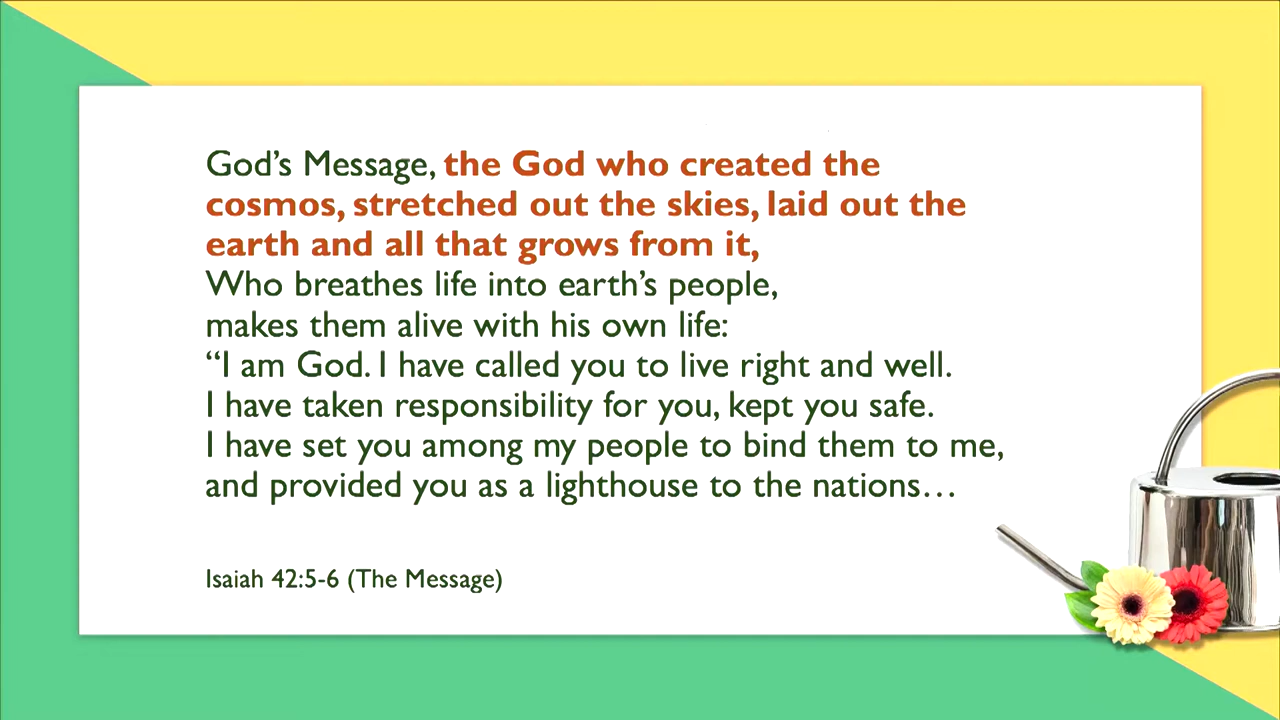 God’s Message, the God who created the
cosmos, stretched out the skies, laid out the
earth and all that grows from it,
Who breathes life into earth’s people,
makes them alive with his own life:
“I am God. I have called you to live right and well.
I have taken responsibility for you, kept you safe.
I have set you among my people to bind them to me,
and provided you as a lighthouse to the nations…
Isaiah 42:5-6 (The Message)